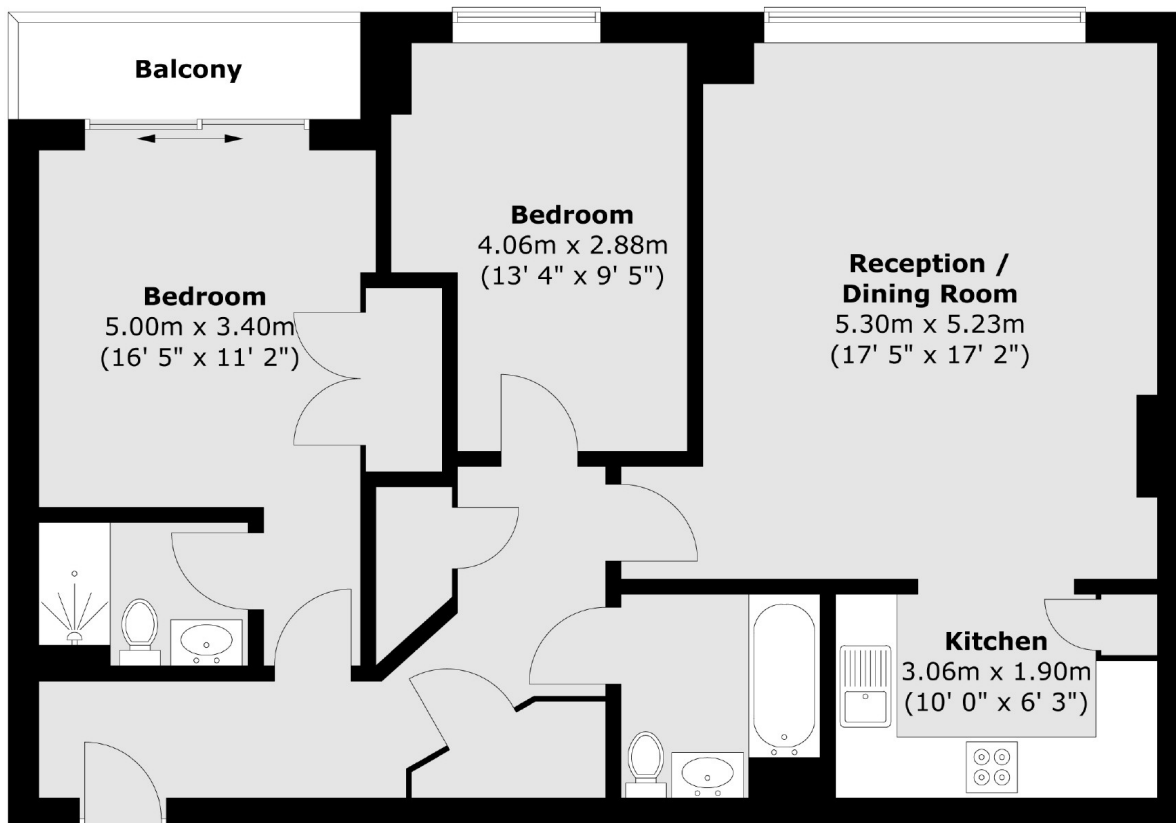 Balcony
Bedroom
4.06m x 2.88m
(13' 4" x 9' 5")
Reception /
Dining Room
5.30m x 5.23m
(17' 5" x 17' 2")
Bedroom
5.00m x 3.40m
(16' 5" x 11' 2")
Kitchen
3.06m x 1.90m
(10' 0" x 6' 3")